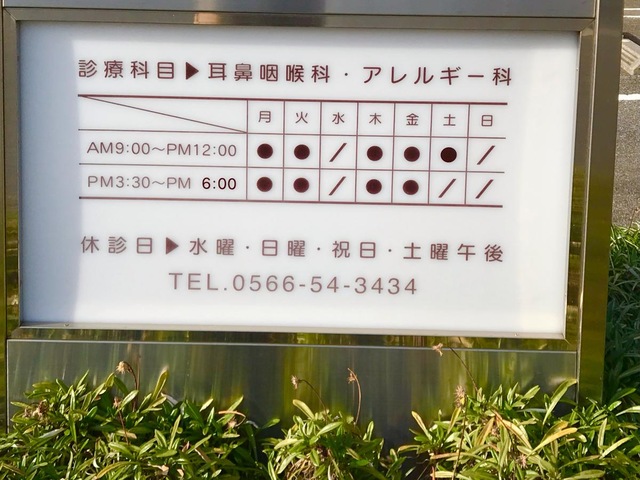 診療科目▶耳鼻咽喉科・アレルギー科
月 火 水 木 金 土 日
AM9:00～PM12:00 ● ● / ● ● ● /
PM3:30～PM 6:00 ● ● / ● ● / /
休診日▶水曜・日曜・祝日・土曜午後
TEL.0566-54-3434